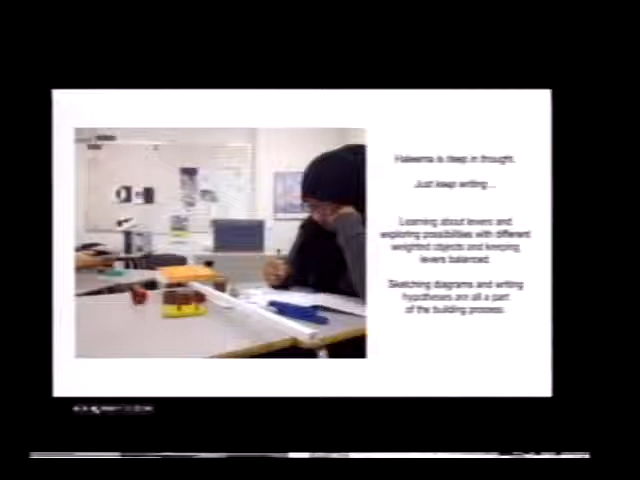 Haleema is deep in thought.
Just keep writing...
Learning about levers and
exploring possibilities with different
weighted objects and keeping
levers balanced.
Sketching diagrams and writing
hypotheses are all a part
of the building process.